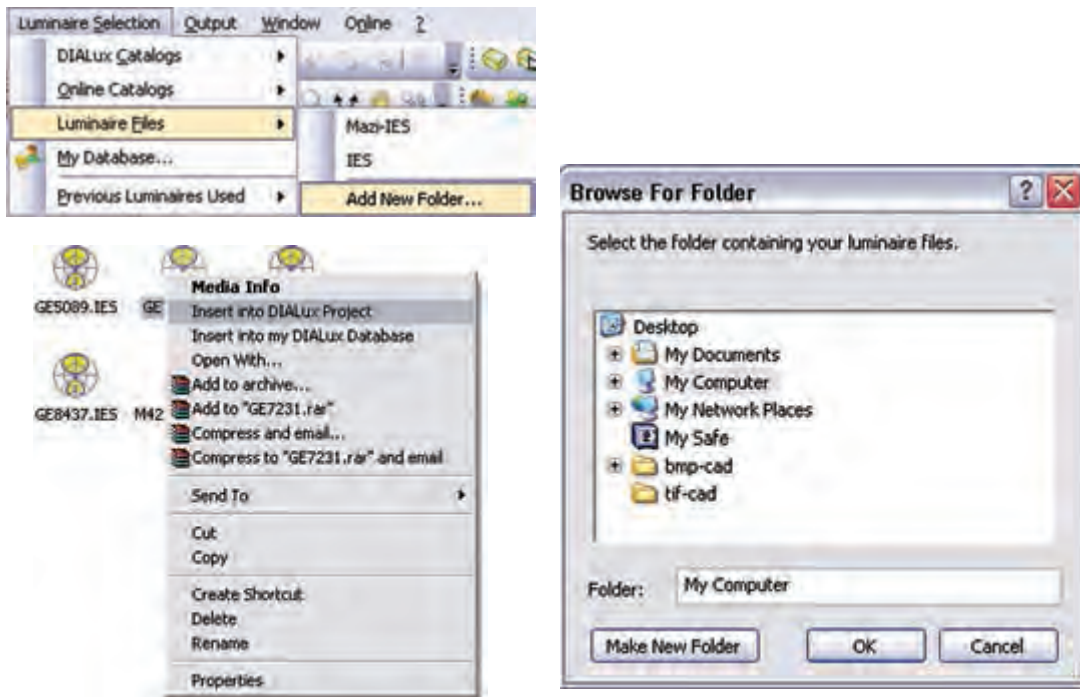 Luminaire Selection Output Window Online ?
DIALux Catalogs
Online Catalogs
Luminaire Files
My Database...
Previous Luminaires Used
Mazi-IES
IES
Add New Folder...
GE5089.IES GE
GE8437.IES M42
Media Info
Insert into DIALux Project
Insert into my DIALux Database
Open With...
Add to archive...
Add to "GE7231.rar"
Compress and email...
Compress to "GE7231.rar" and email
Send To
Cut
Copy
Create Shortcut
Delete
Rename
Properties
Browse For Folder ?
Select the folder containing your luminaire files.
Desktop
My Documents
My Computer
My Network Places
My Safe
bmp-cad
tif-cad
Folder: My Computer
Make New Folder OK Cancel